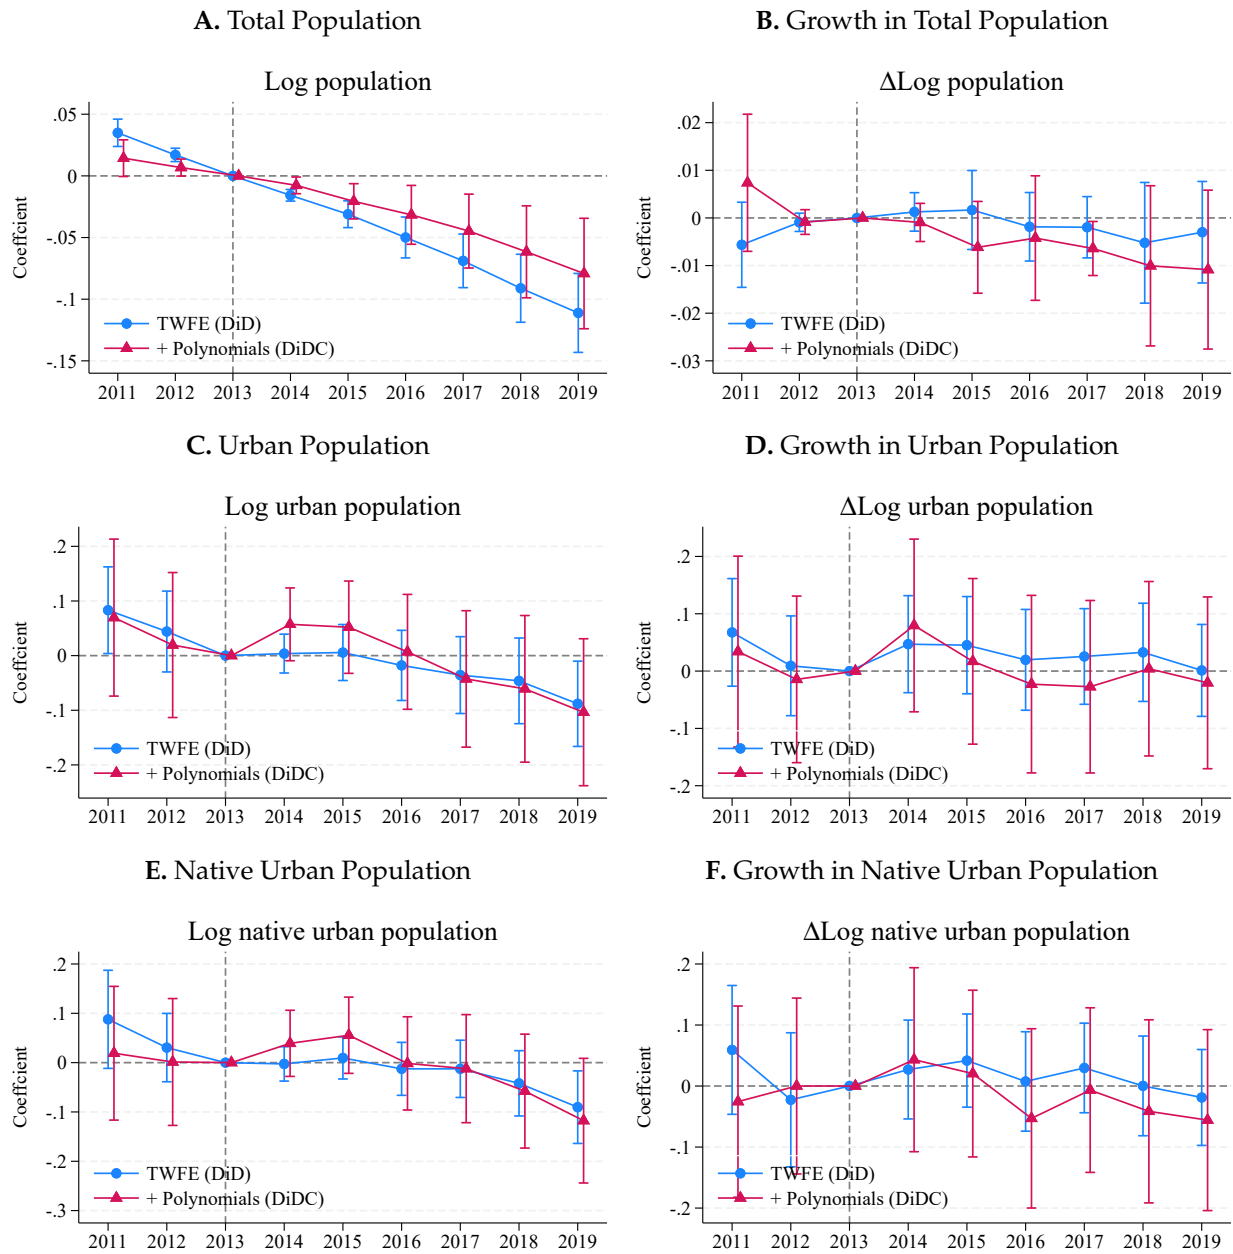 A. Total Population
Log population
Coeffcient
.05
0
-.05
-.1
-.15
TWFE (DiD)
+ Polynomials (DiDC)
2011 2012 2013 2014 2015 2016 2017 2018 2019
B. Growth in Total Population
ΔLog population
Coeffcient
.02
.01
0
-.01
-.02
-.03
TWFE (DiD)
+ Polynomials (DiDC)
2011 2012 2013 2014 2015 2016 2017 2018 2019
C. Urban Population
Log urban population
Coeffcient
.2
.1
0
-.1
-.2
TWFE (DiD)
+ Polynomials (DiDC)
2011 2012 2013 2014 2015 2016 2017 2018 2019
D. Growth in Urban Population
ΔLog urban population
Coeffcient
.2
.1
0
-.1
-.2
TWFE (DiD)
+ Polynomials (DiDC)
2011 2012 2013 2014 2015 2016 2017 2018 2019
E. Native Urban Population
Log native urban population
Coeffcient
.2
.1
0
-.1
-.2
-.3
TWFE (DiD)
+ Polynomials (DiDC)
2011 2012 2013 2014 2015 2016 2017 2018 2019
F. Growth in Native Urban Population
ΔLog native urban population
Coeffcient
.2
.1
0
-.1
-.2
TWFE (DiD)
+ Polynomials (DiDC)
2011 2012 2013 2014 2015 2016 2017 2018 2019